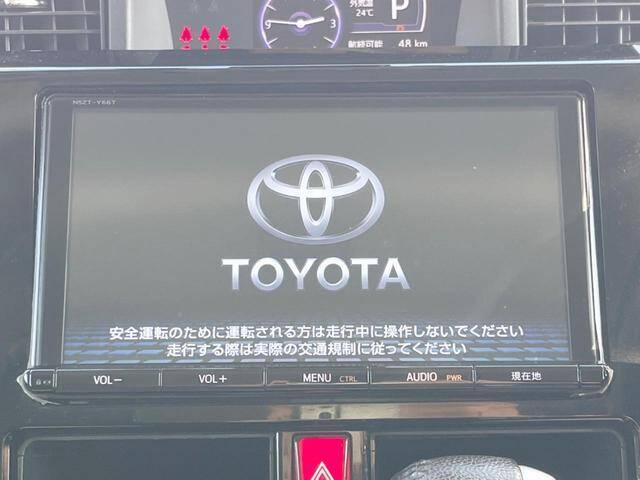 外気温
24℃
P
9 3
航続可能 48 km
NSZT-Y66T
TOYOTA
安全運転のために運転される方は走行中に操作しないでください
走行する際は実際の交通規制に従ってください
VOL- VOL+ MENU CTRL AUDIO PWR 現在地